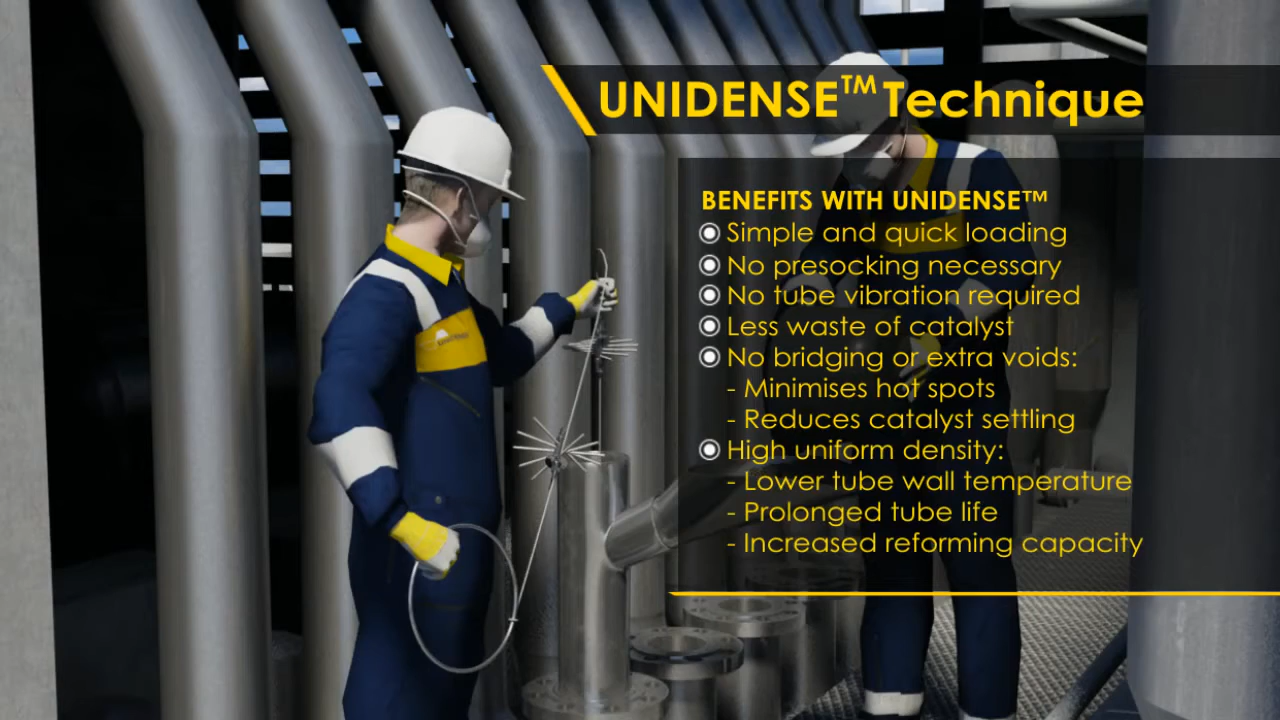 UNIDENSE™ Technique
BENEFITS WITH UNIDENSE™
Simple and quick loading
No presocking necessary
No tube vibration required
Less waste of catalyst
No bridging or extra voids:
- Minimises hot spots
- Reduces catalyst settling
High uniform density:
- Lower tube wall temperature
- Prolonged tube life
- Increased reforming capacity